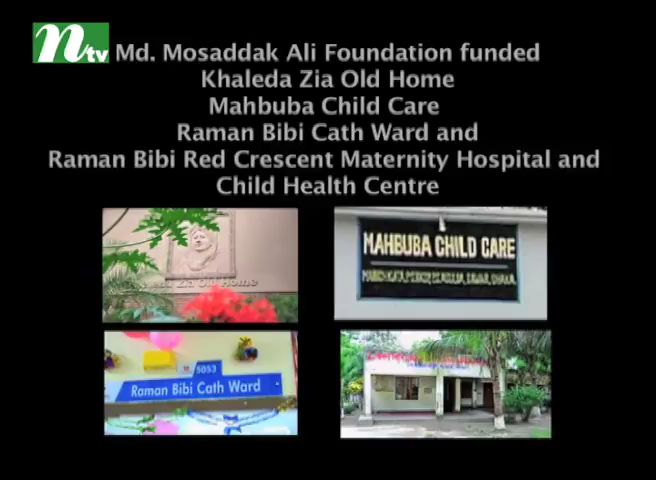 ntv
Md. Mosaddak Ali Foundation funded
Khaleda Zia Old Home
Mahbuba Child Care
Raman Bibi Cath Ward and
Raman Bibi Red Crescent Maternity Hospital and
Child Health Centre
Zia Old Home
MAHBUBA CHILD CARE
5053
Raman Bibi Cath Ward